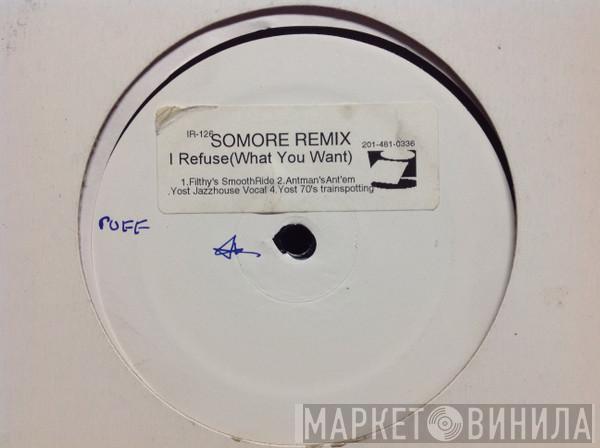 IR-126
SOMORE REMIX
201-461-0336
I Refuse(What You Want)
1.Filthy's SmoothRide 2.Antman'sAnt'em
.Yost Jazzhouse Vocal 4.Yost 70's trainspotting
PUFF
МАРКЕТ ВИНИЛА